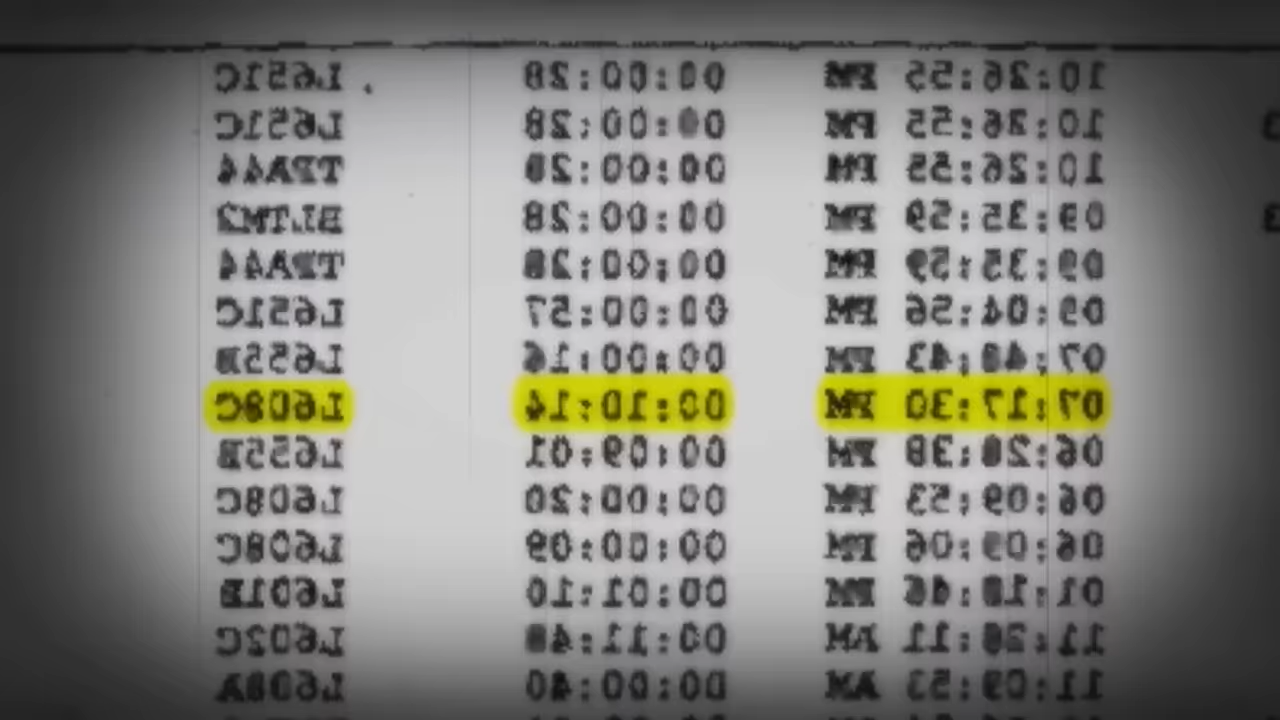 10:26:55 PM 00:00:28 L651C
10:26:55 PM 00:00:28 L651C
10:26:55 PM 00:00:28 TPA44
09:35:59 PM 00:00:28 BLTM2
09:35:59 PM 00:00:28 TPA44
09:04:56 PM 00:00:57 L651C
07:48:43 PM 00:00:16 L655B
07:17:30 PM 00:10:14 L608C
06:28:38 PM 00:09:01 L655B
06:09:53 PM 00:00:20 L608C
06:09:06 PM 00:00:09 L608C
01:18:46 PM 00:01:10 L601B
11:28:11 AM 00:11:48 L602C
11:09:53 AM 00:00:40 L608A